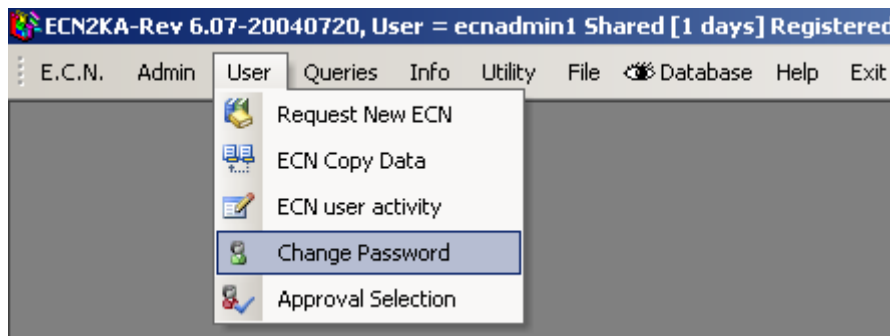 ECN2KA-Rev 6.07-20040720, User = ecnadmin1 Shared [1 days] Registered
E.C.N. Admin User Queries Info Utility File Database Help Exit
Request New ECN
ECN Copy Data
ECN user activity
Change Password
Approval Selection